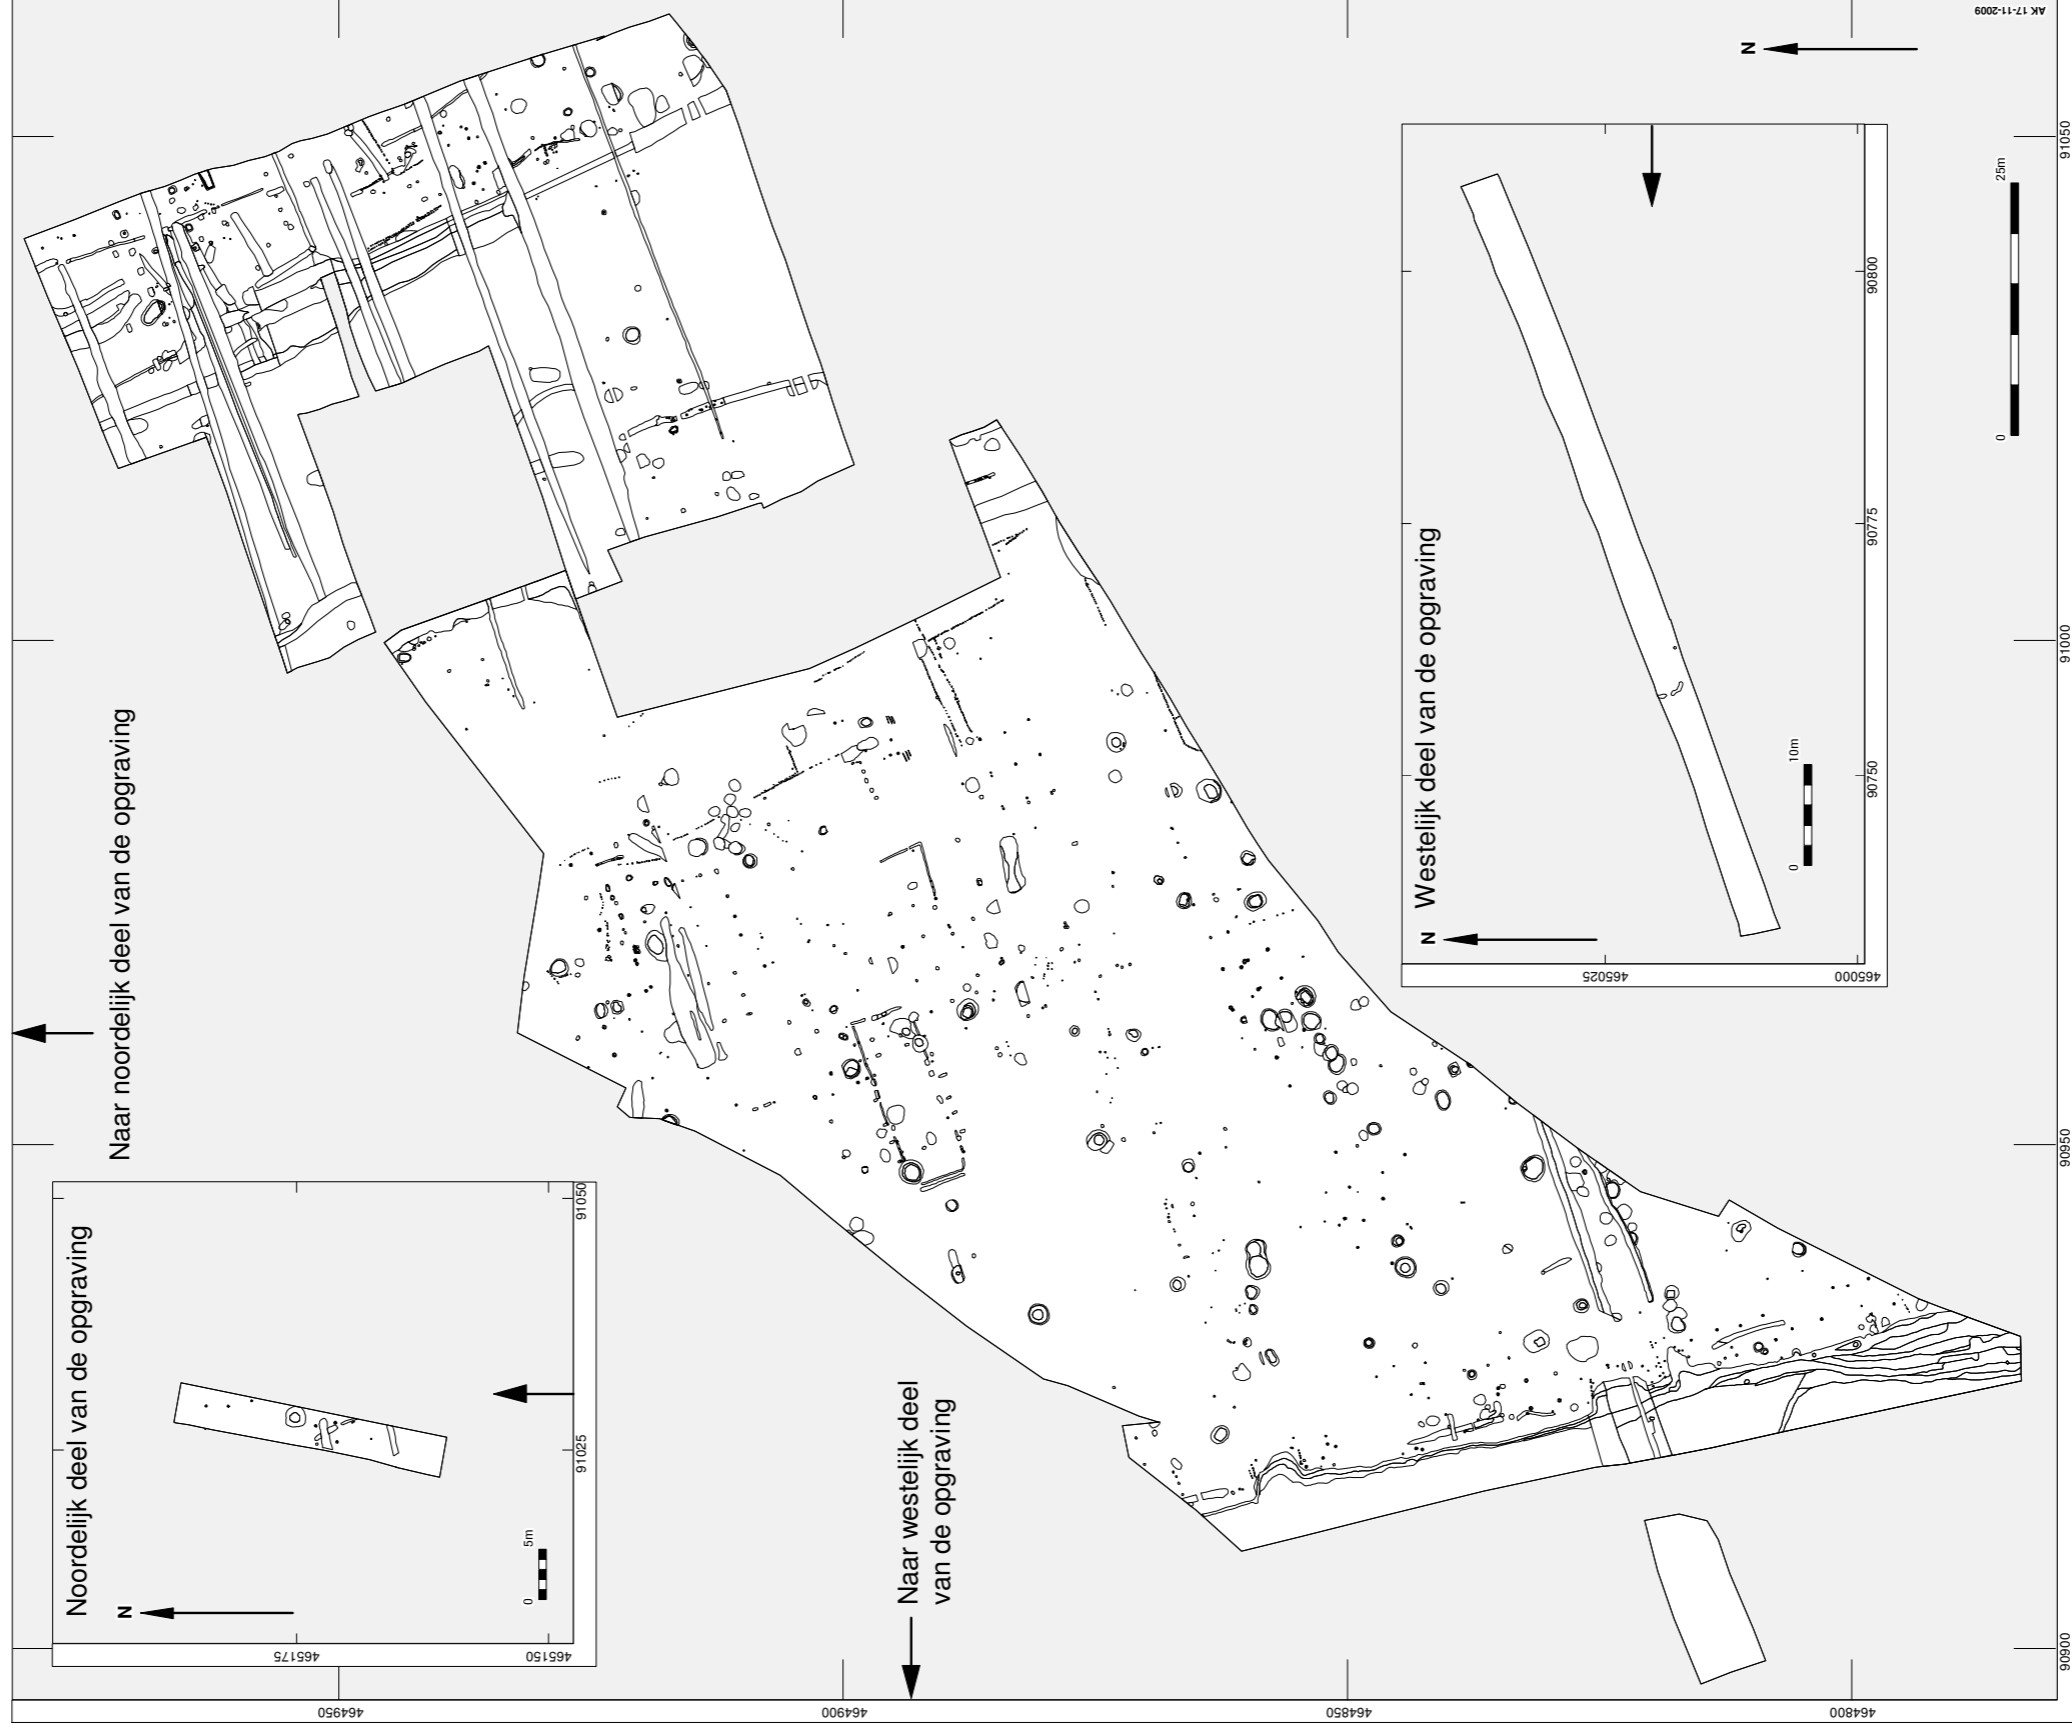 Noordelijk deel van de opgraving
N
465175
465150
91025
91050
0
5m
Naar noordelijk deel van de opgraving
Naar westelijk deel
van de opgraving
Westelijk deel van de opgraving
N
465025
465000
90750
90775
90800
0
10m
N
0
25m
464950
464900
464850
464800
90900
90950
91000
91050
AK 17-11-2009